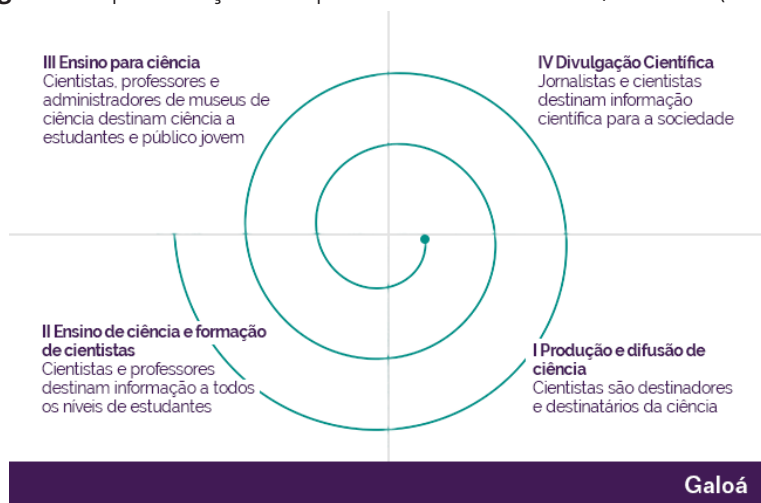 III Ensino para ciência
Cientistas, professores e
administradores de museus de
ciência destinam ciência a
estudantes e público jovem
IV Divulgação Científica
Jornalistas e cientistas
destinam informação
científica para a sociedade
II Ensino de ciência e formação
de cientistas
Cientistas e professores
destinam informação a todos
os níveis de estudantes
I Produção e difusão de
ciência
Cientistas são destinadores
e destinatários da ciência
Galoá